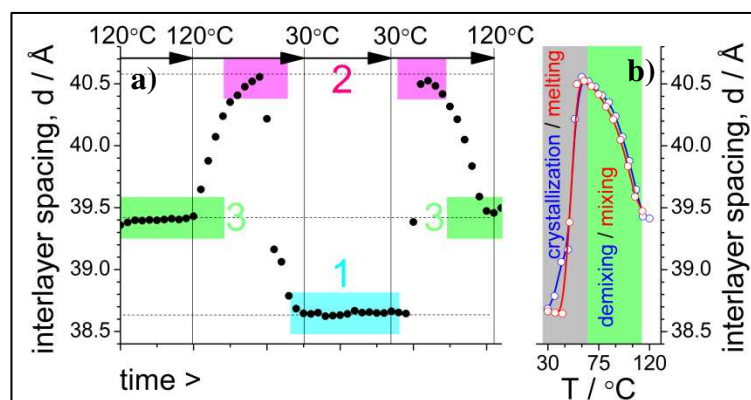 120°C 120°C 30°C 30°C 120°C
a)
b)
interlayer spacing, d / Å
40.5
40.0
39.5
39.0
38.5
2
3
3
1
time >
crystallization / melting
demixing / mixing
30 75 120
T / °C
40.5
40.0
39.5
39.0
38.5
interlayer spacing, d / Å